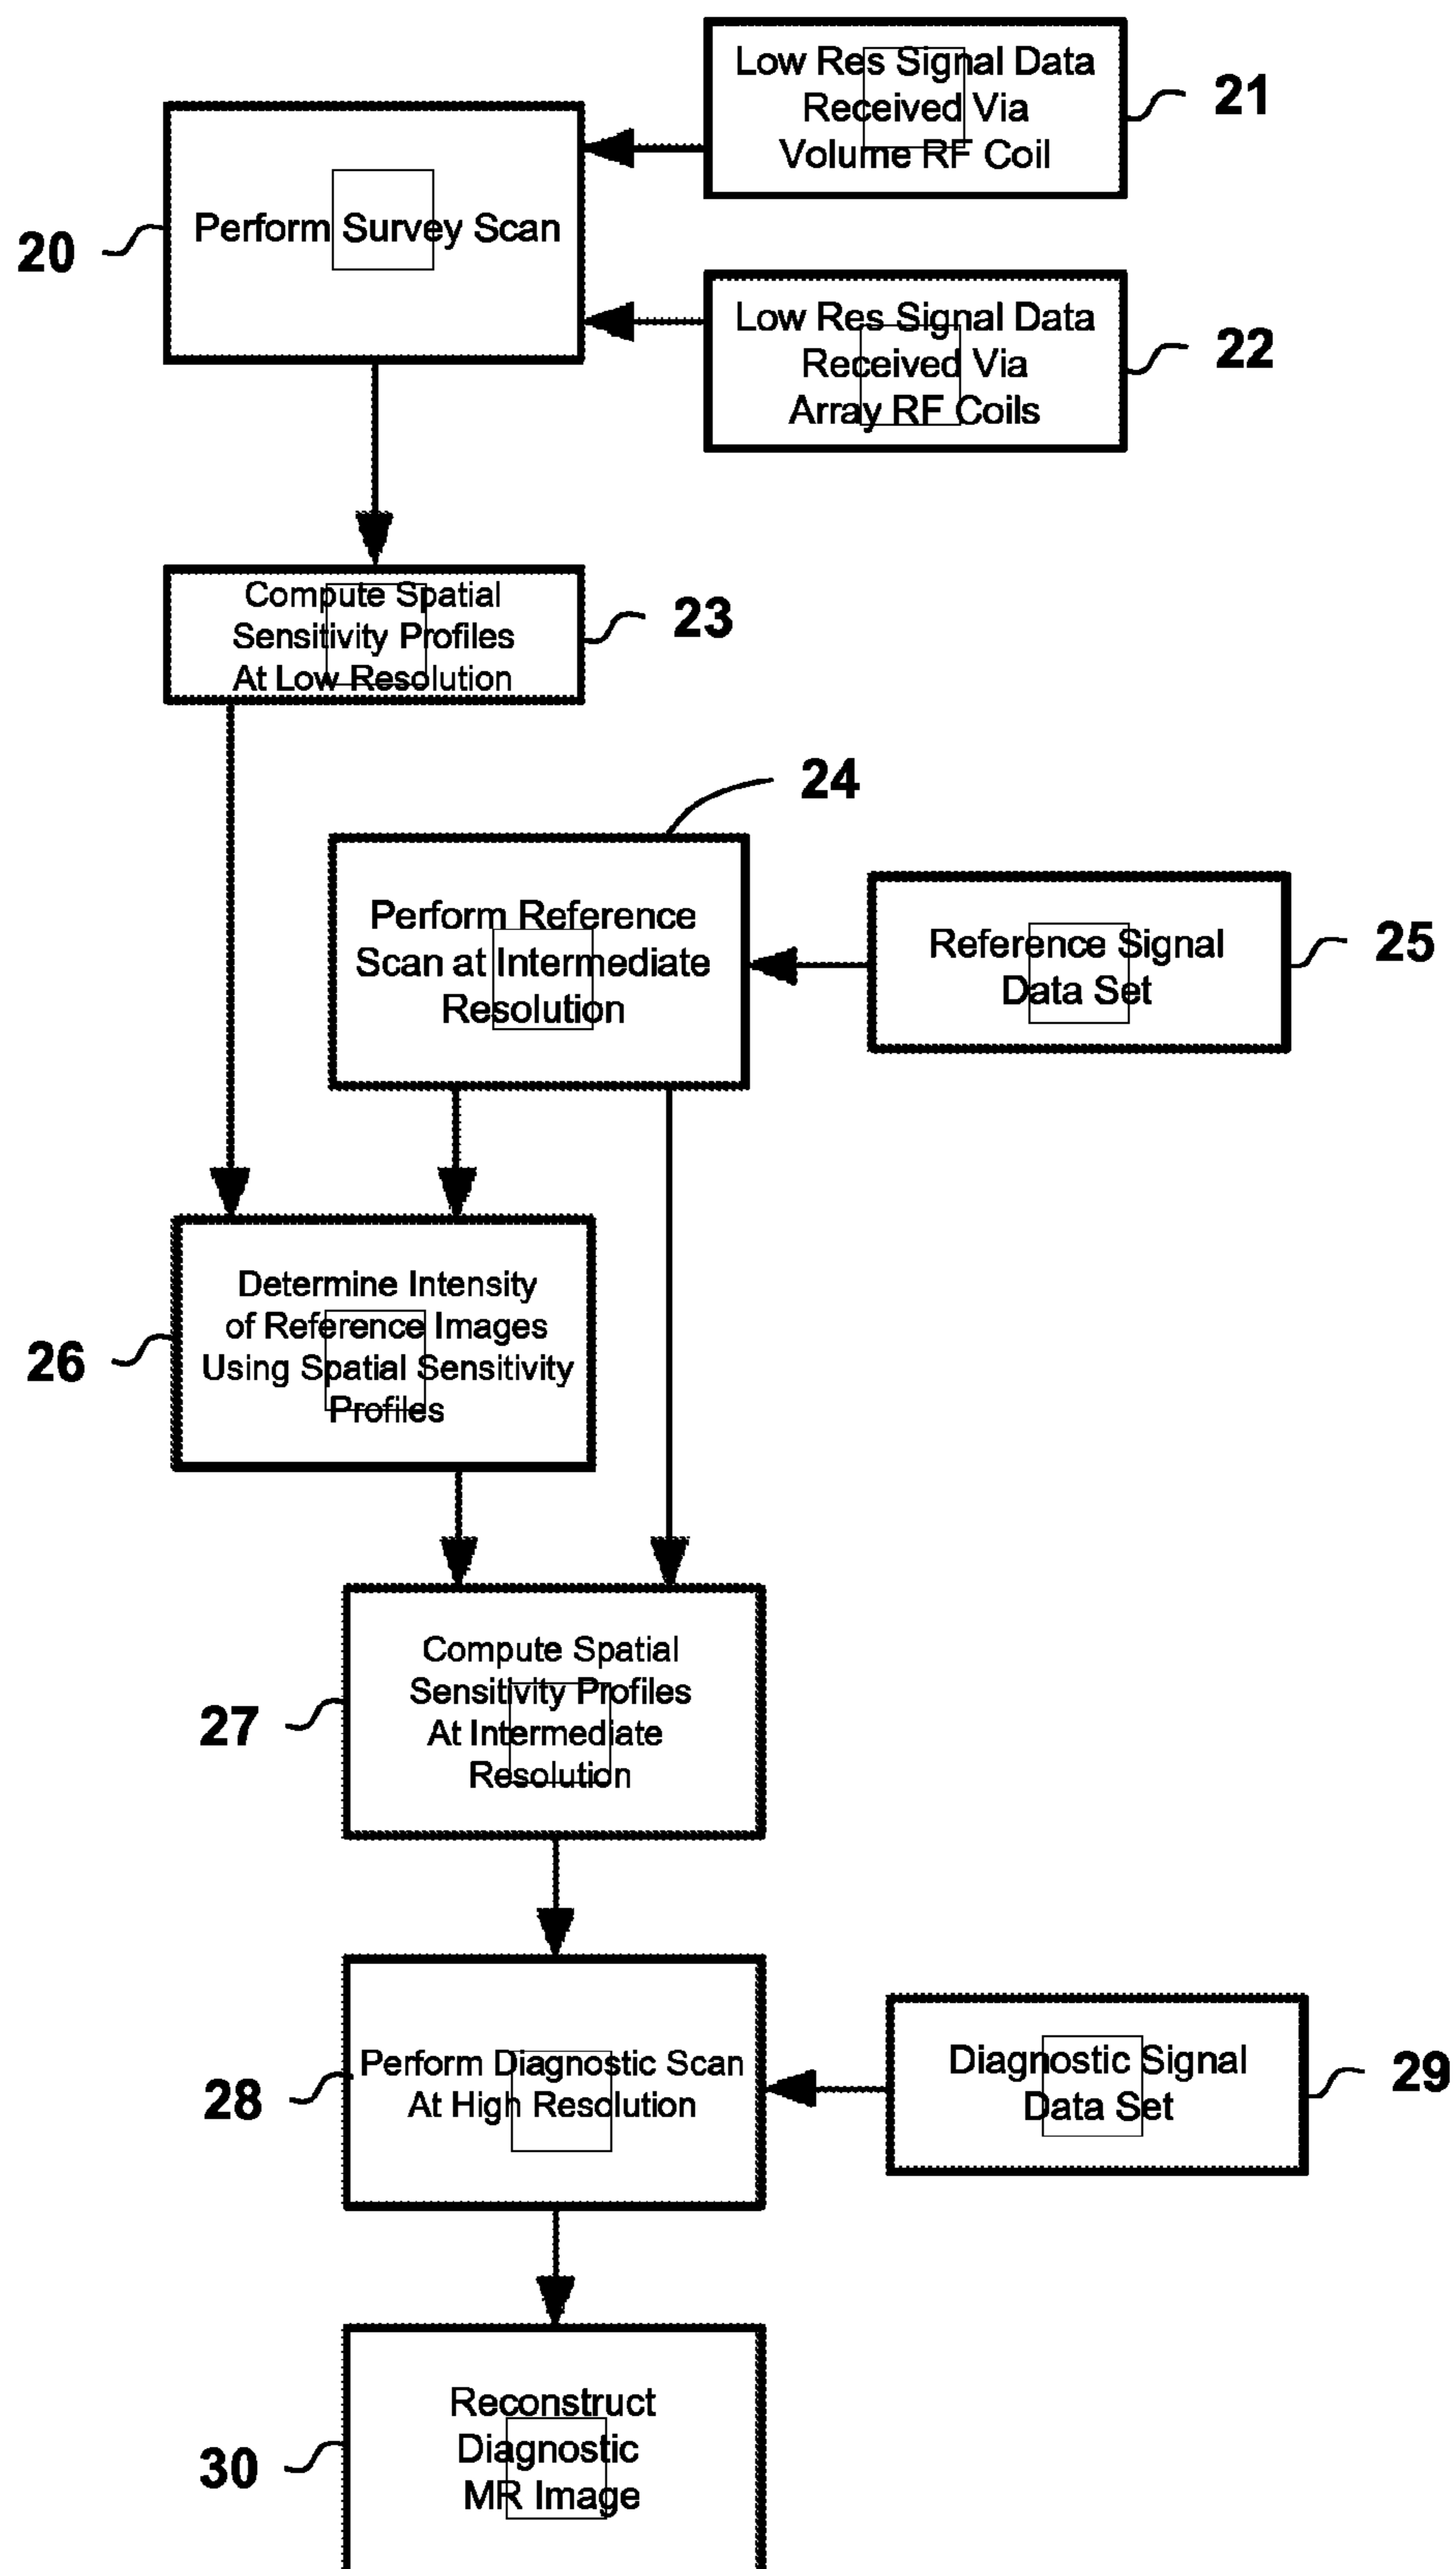 Low Res Signal Data
Received Via
Volume RF Coil
21
Perform Survey Scan
20
Low Res Signal Data
Received Via
Array RF Coils
22
Compute Spatial
Sensitivity Profiles
At Low Resolution
23
24
Perform Reference
Scan at Intermediate
Resolution
Reference Signal
Data Set
25
Determine Intensity
of Reference Images
Using Spatial Sensitivity
Profiles
26
Compute Spatial
Sensitivity Profiles
At Intermediate
Resolution
27
Perform Diagnostic Scan
At High Resolution
28
Diagnostic Signal
Data Set
29
Reconstruct
Diagnostic
MR Image
30